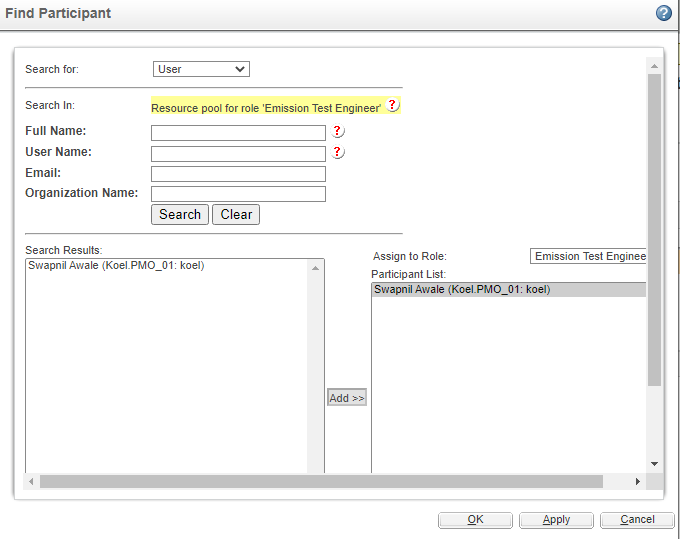 Find Participant
?
Search for:
User
Search In:
Resource pool for role 'Emission Test Engineer' ?
Full Name:
?
User Name:
?
Email:
Organization Name:
Search
Clear
Search Results:
Swapnil Awale (Koel.PMO_01: koel)
Assign to Role:
Emission Test Enginee
Participant List:
Swapnil Awale (Koel.PMO_01: koel)
Add >>
OK
Apply
Cancel